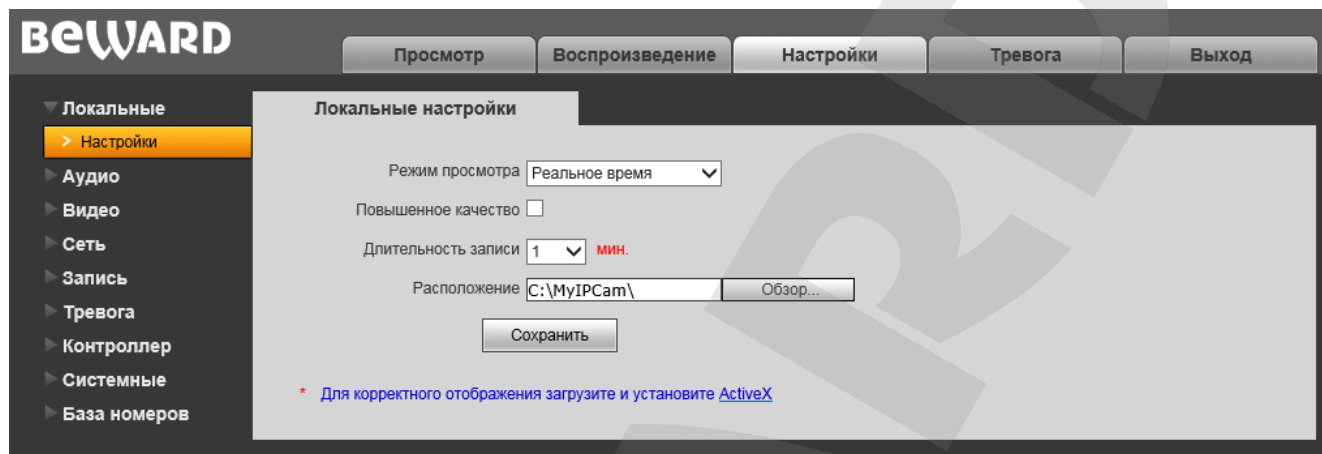 BEWARD
Просмотр Воспроизведение Настройки Тревога Выход
Локальные
> Настройки
Аудио
Видео
Сеть
Запись
Тревога
Контроллер
Системные
База номеров
Локальные настройки
Режим просмотра Реальное время
Повышенное качество
Длительность записи 1 мин.
Расположение C:\MyIPCam\ Обзор...
Сохранить
* Для корректного отображения загрузите и установите ActiveX